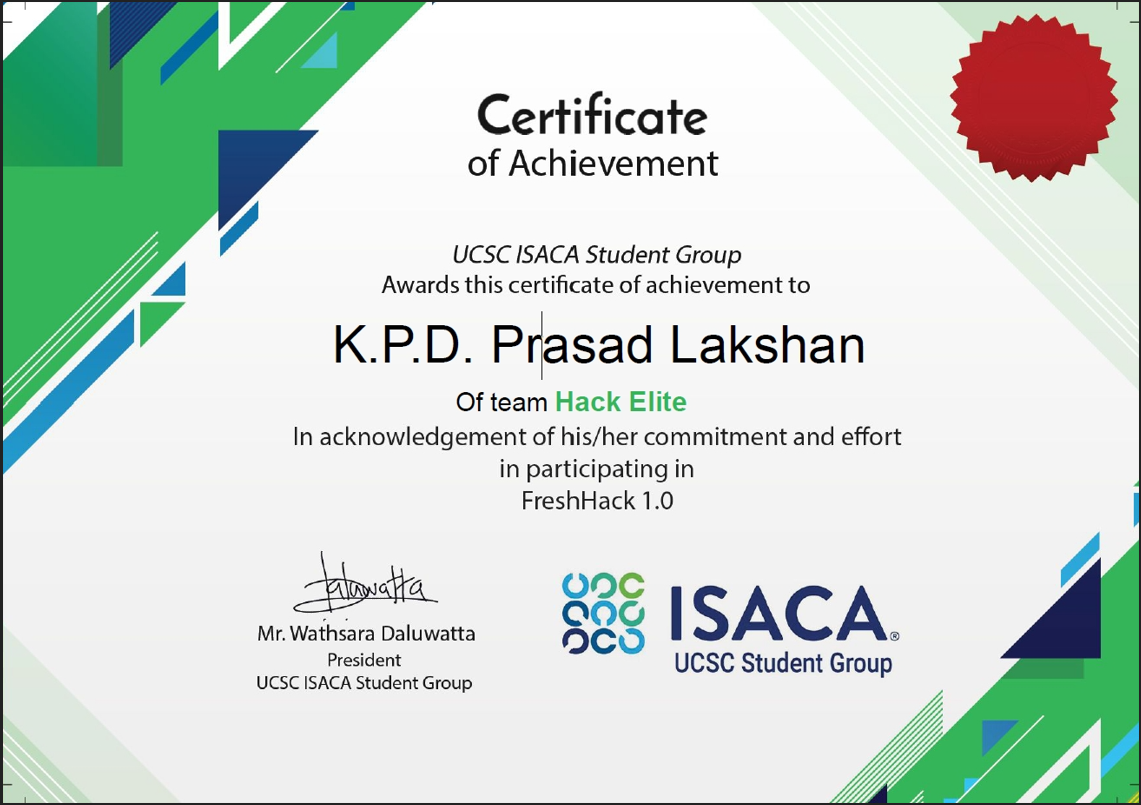 Certificate
of Achievement
UCSC ISACA Student Group
Awards this certificate of achievement to
K.P.D. Prasad Lakshan
Of team Hack Elite
In acknowledgement of his/her commitment and effort
in participating in
FreshHack 1.0
Daluwatta
Mr. Wathsara Daluwatta
President
UCSC ISACA Student Group
ISACA®
UCSC Student Group